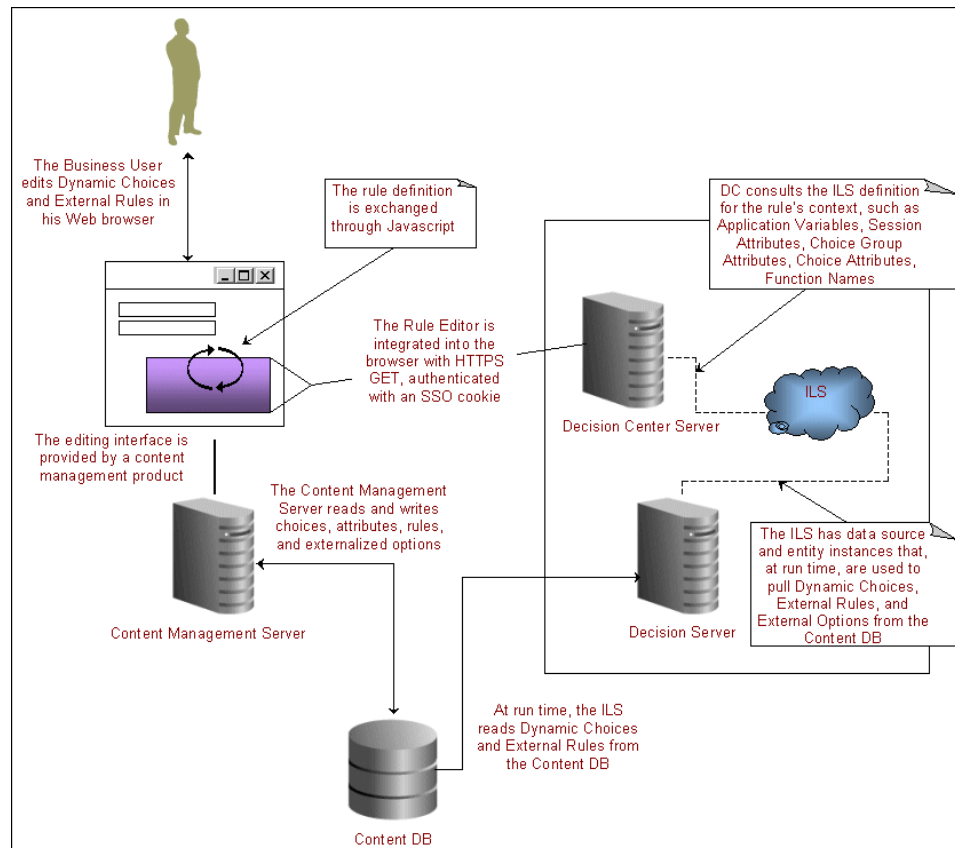 The Business User
edits Dynamic Choices
and External Rules in
his Web browser
The rule definition
is exchanged
through Javascript
DC consults the ILS definition
for the rule's context, such as
Application Variables, Session
Attributes, Choice Group
Attributes, Choice Attributes,
Function Names
The Rule Editor is
integrated into the
browser with HTTPS
GET, authenticated
with an SSO cookie
ILS
Decision Center Server
The editing interface is
provided by a content
management product
The Content Management
Server reads and writes
choices, attributes, rules,
and externalized options
The ILS has data source
and entity instances that,
at run time, are used to
pull Dynamic Choices,
External Rules, and
External Options from the
Content DB
Content Management Server
Decision Server
At run time, the ILS
reads Dynamic Choices
and External Rules from
the Content DB
Content DB